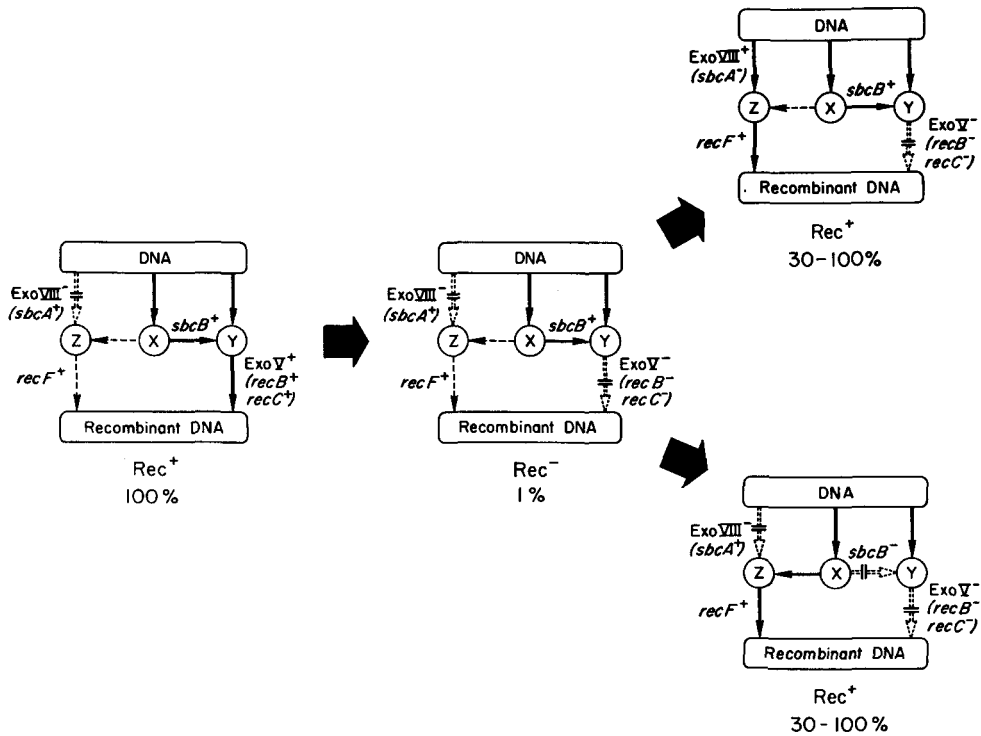 DNA
ExoVIII⁻
(sbcA⁺)
sbcB⁺
Z
X
Y
recF⁺
ExoV⁺
(recB⁺
recC⁺)
Recombinant DNA
Rec⁺
100%
DNA
ExoVIII⁻
(sbcA⁺)
sbcB⁺
Z
X
Y
recF⁺
ExoV⁻
(recB⁻
recC⁻)
Recombinant DNA
Rec⁻
1%
DNA
ExoVIII⁺
(sbcA⁻)
sbcB⁺
Z
X
Y
recF⁺
ExoV⁻
(recB⁻
recC⁻)
Recombinant DNA
Rec⁺
30-100%
DNA
ExoVIII⁻
(sbcA⁺)
sbcB⁻
Z
X
Y
recF⁺
ExoV⁻
(recB⁻
recC⁻)
Recombinant DNA
Rec⁺
30-100%